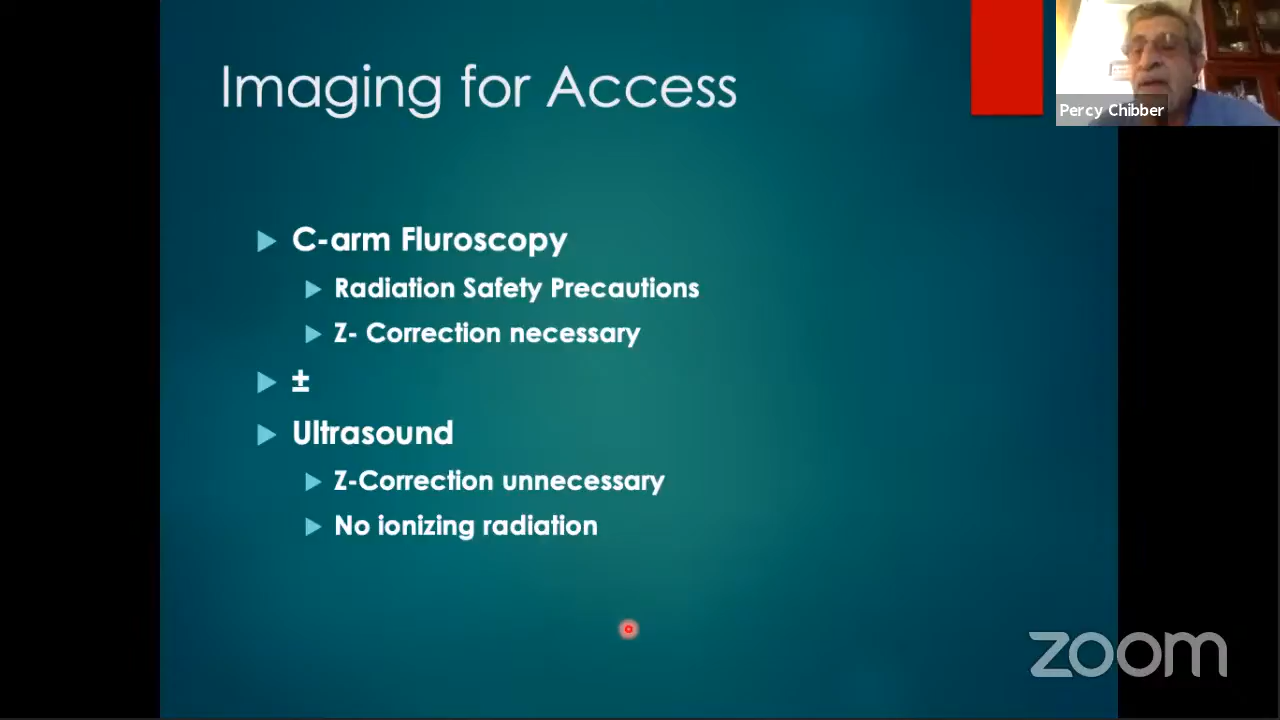 Imaging for Access
Percy Chibber
C-arm Fluroscopy
Radiation Safety Precautions
Z- Correction necessary
±
Ultrasound
Z-Correction unnecessary
No ionizing radiation
zoom